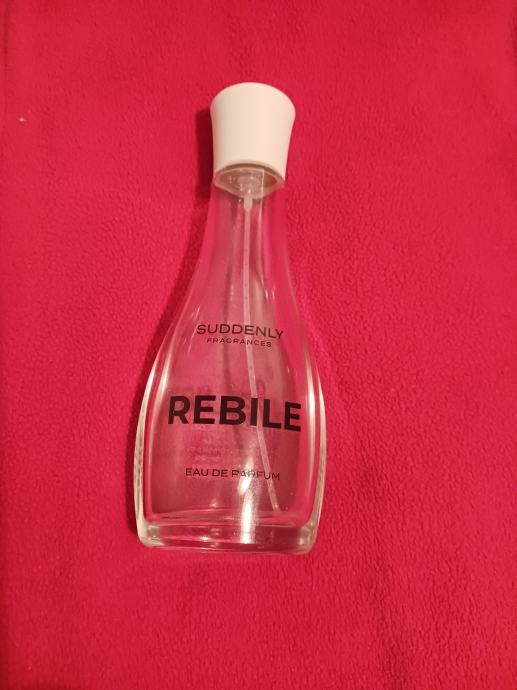 SUDDENLY
FRAGRANCES
REBILE
EAU DE PARFUM